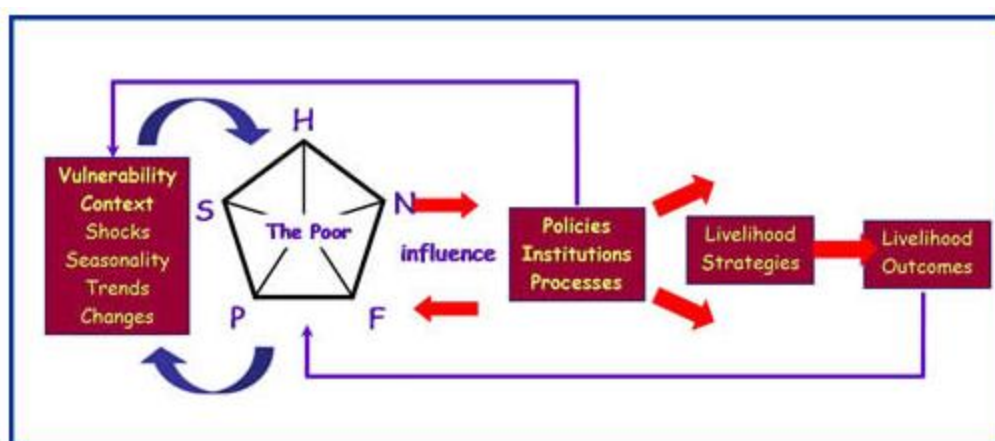 H
Vulnerability
Context
Shocks
Seasonality
Trends
Changes
S
The Poor
N
P
F
influence
Policies
Institutions
Processes
Livelihood
Strategies
Livelihood
Outcomes